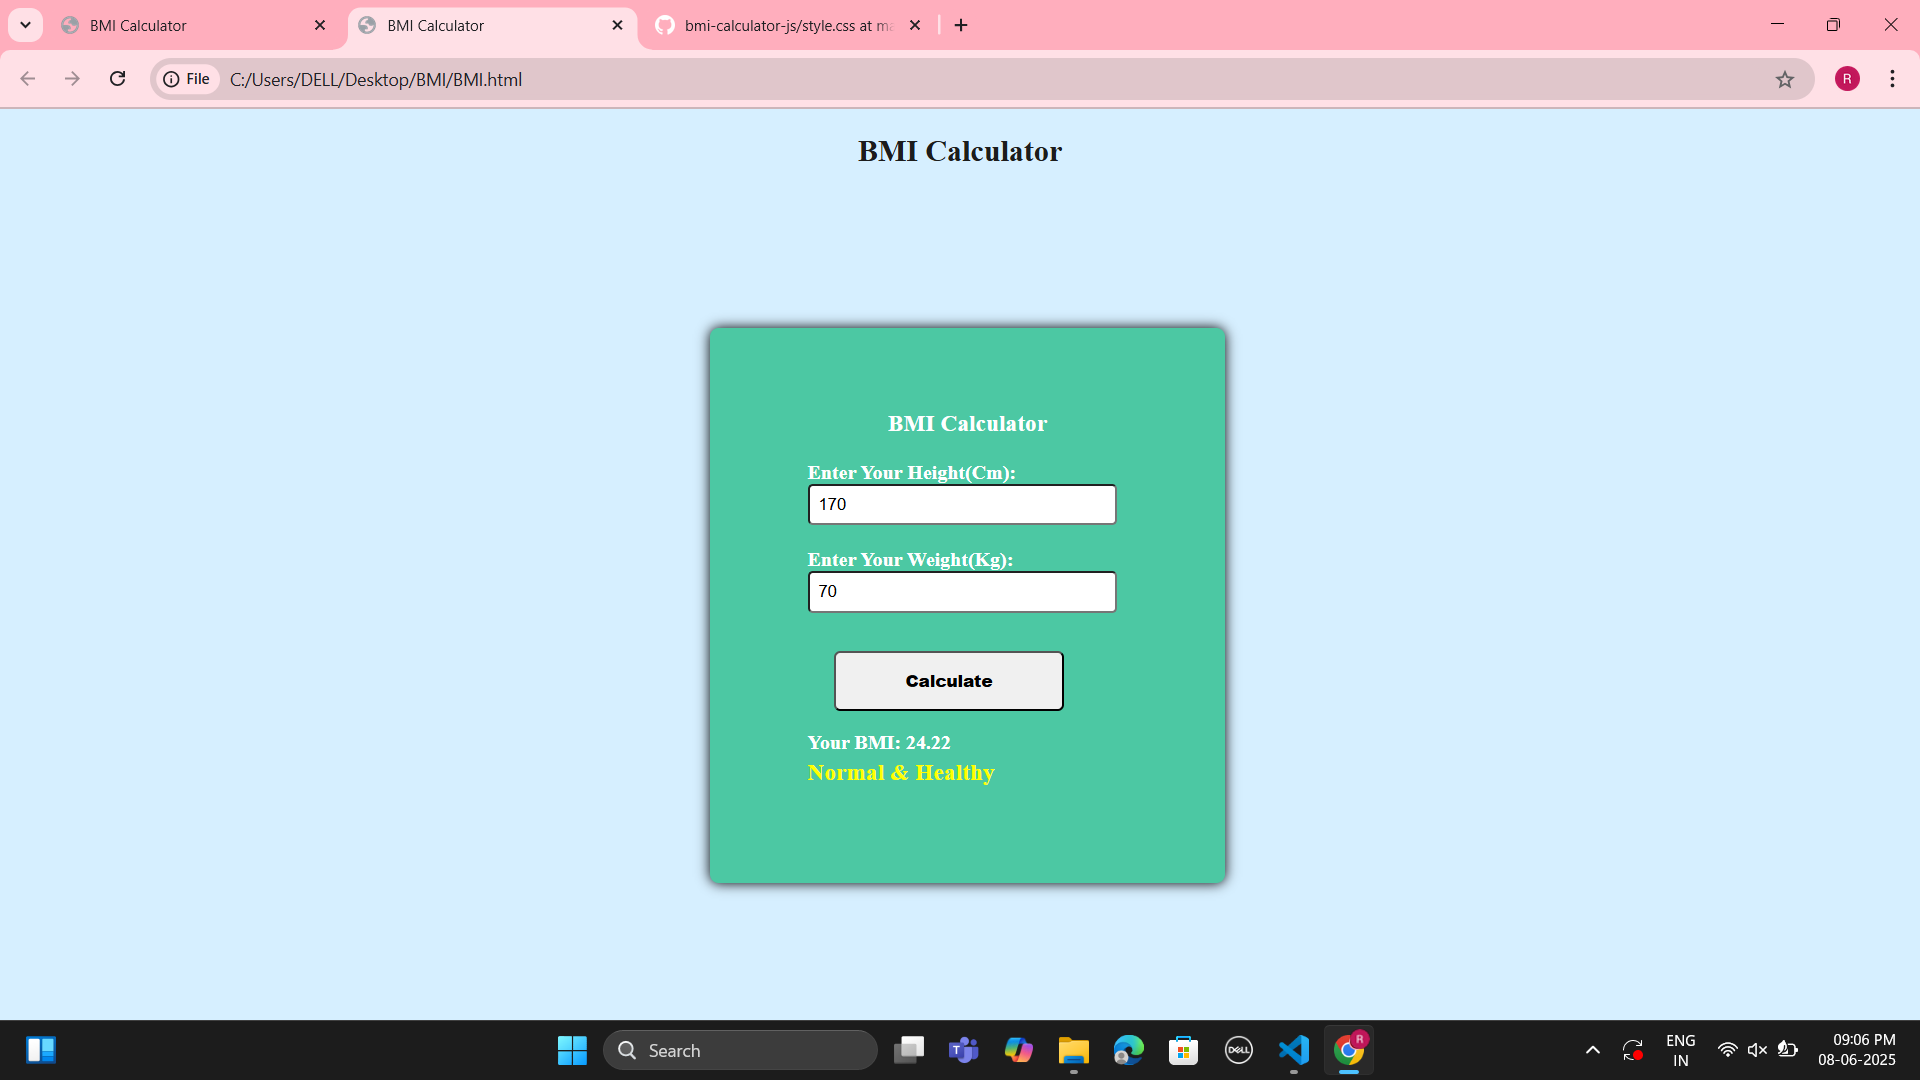 BMI Calculator
BMI Calculator
bmi-calculator-js/style.css at ma
File
C:/Users/DELL/Desktop/BMI/BMI.html
R
BMI Calculator
BMI Calculator
Enter Your Height(Cm):
170
Enter Your Weight(Kg):
70
Calculate
Your BMI: 24.22
Normal & Healthy
Search
T
DELL
R
ENG
IN
09:06 PM
08-06-2025